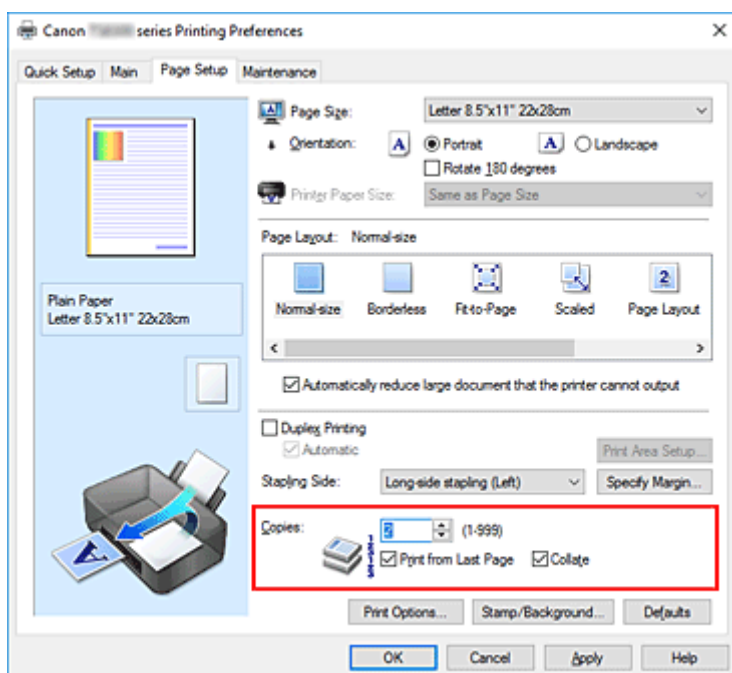 Canon series Printing Preferences
Quick Setup Main Page Setup Maintenance
Page Size: Letter 8.5"x11" 22x28cm
Orientation: A Portrait A Landscape
Rotate 180 degrees
Printer Paper Size: Same as Page Size
Page Layout: Normal-size
2
Normal-size Borderless Fit-to-Page Scaled Page Layout
Automatically reduce large document that the printer cannot output
Plain Paper
Letter 8.5"x11" 22x28cm
Duplex Printing
Automatic Print Area Setup...
Stapling Side: Long-side stapling (Left) Specify Margin...
Copies: 2 (1-999)
Print from Last Page Collate
A
Print Options... Stamp/Background... Defaults
OK Cancel Apply Help